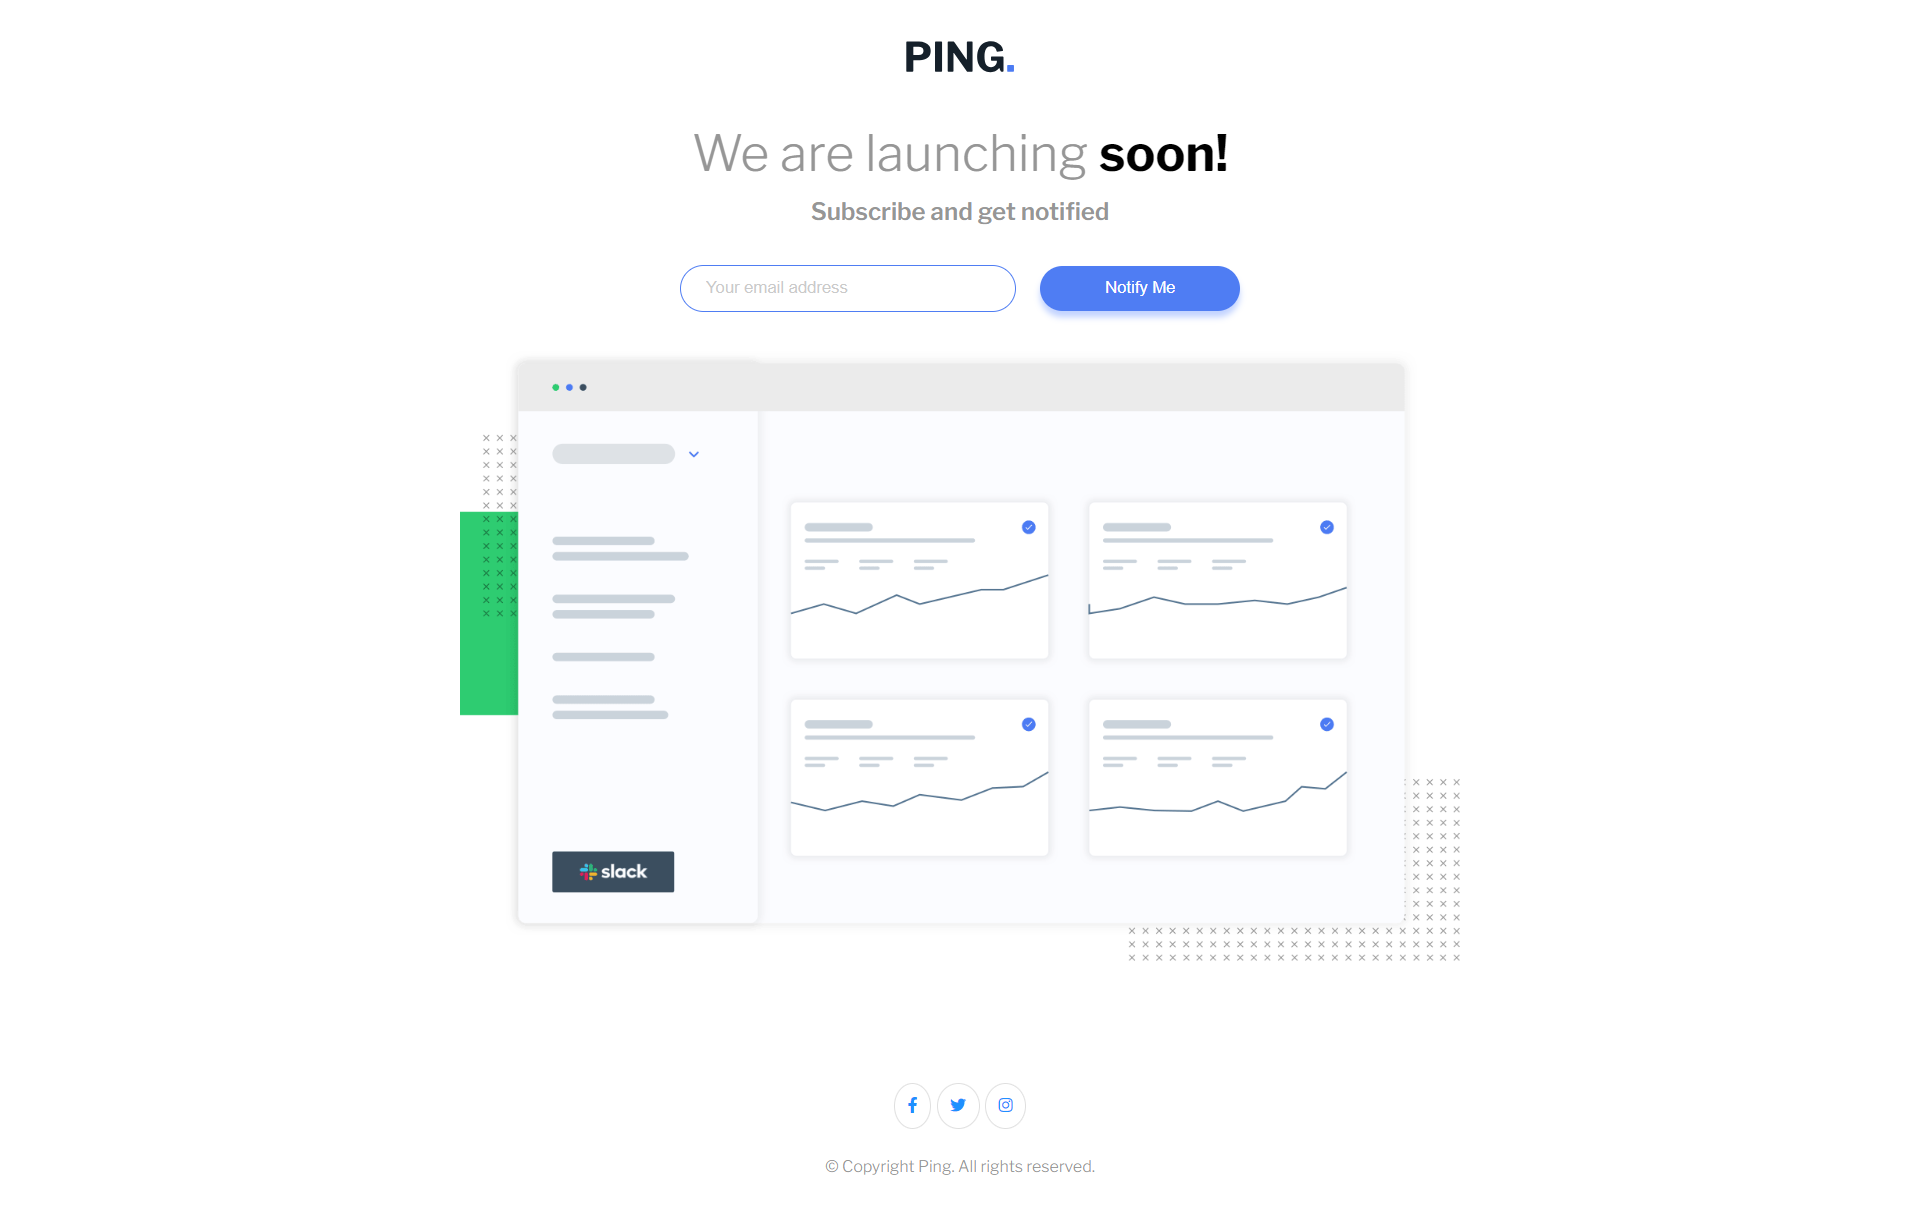 PING.
We are launching soon!
Subscribe and get notified
Your email address
Notify Me
slack
© Copyright Ping. All rights reserved.